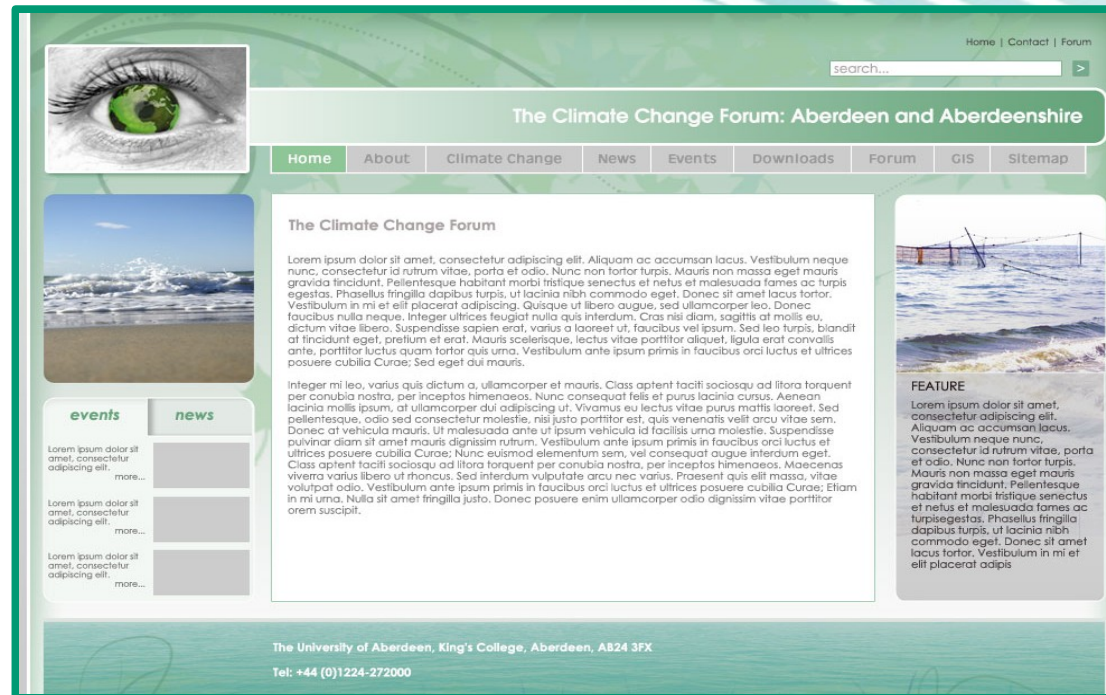 Home | Contact | Forum
search...
>
The Climate Change Forum: Aberdeen and Aberdeenshire
Home About Climate Change News Events Downloads Forum GIS Sitemap
The Climate Change Forum
Lorem ipsum dolor sit amet, consectetur adipiscing elit. Aliquam ac accumsan lacus. Vestibulum neque
nunc, consectetur id rutrum vitae, porta et odio. Nunc non tortor turpis. Mauris non massa eget mauris
gravida tincidunt. Pellentesque habitant morbi tristique senectus et netus et malesuada fames ac turpis
egestas. Phasellus fringilla dapibus turpis, ut lacinia nibh commodo eget. Donec sit amet lacus tortor.
Vestibulum in mi et elit placerat adipiscing. Quisque ut libero augue, sed ullamcorper leo. Donec
faucibus nulla neque. Integer ultrices feugiat nulla quis interdum. Cras nisi diam, sagittis at mollis eu,
dictum vitae libero. Suspendisse sapien erat, varius a laoreet ut, faucibus vel ipsum. Sed leo turpis, blandit
at tincidunt eget, pretium et erat. Mauris scelerisque, lectus vitae porttitor aliquet, ligula erat convallis
ante, porttitor luctus quam tortor quis urna. Vestibulum ante ipsum primis in faucibus orci luctus et ultrices
posuere cubilia Curae; Sed eget dui mauris.
Integer mi leo, varius quis dictum a, ullamcorper et mauris. Class aptent taciti sociosqu ad litora torquent
per conubia nostra, per inceptos himenaeos. Nunc consequat felis et purus lacinia cursus. Aenean
lacinia mollis ipsum, at ullamcorper dui adipiscing ut. Vivamus eu lectus vitae purus mattis laoreet. Sed
pellentesque, odio sed consectetur molestie, nisi justo porttitor est, quis venenatis velit arcu vitae sem.
Donec at vehicula mauris. Ut malesuada ante ut ipsum vehicula id facilisis urna molestie. Suspendisse
pulvinar diam sit amet mauris dignissim rutrum. Vestibulum ante ipsum primis in faucibus orci luctus et
ultrices posuere cubilia Curae; Nunc euismod elementum sem, vel consequat augue interdum eget.
Class aptent taciti sociosqu ad litora torquent per conubia nostra, per inceptos himenaeos. Maecenas
viverra varius libero ut rhoncus. Sed interdum vulputate arcu nec varius. Praesent quis elit massa, vitae
volutpat odio. Vestibulum ante ipsum primis in faucibus orci luctus et ultrices posuere cubilia Curae; Etiam
in mi urna. Nulla sit amet fringilla justo. Donec posuere enim ullamcorper odio dignissim vitae porttitor
orem suscipit.
events news
Lorem ipsum dolor sit
amet, consectetur
adipiscing elit.
more...
Lorem ipsum dolor sit
amet, consectetur
adipiscing elit.
more...
Lorem ipsum dolor sit
amet, consectetur
adipiscing elit.
more...
FEATURE
Lorem ipsum dolor sit amet,
consectetur adipiscing elit.
Aliquam ac accumsan lacus.
Vestibulum neque nunc,
consectetur id rutrum vitae, porta
et odio. Nunc non tortor turpis.
Mauris non massa eget mauris
gravida tincidunt. Pellentesque
habitant morbi tristique senectus
et netus et malesuada fames ac
turpisegestas. Phasellus fringilla
dapibus turpis, ut lacinia nibh
commodo eget. Donec sit amet
lacus tortor. Vestibulum in mi et
elit placerat adipis
The University of Aberdeen, King's College, Aberdeen, AB24 3FX
Tel: +44 (0)1224-272000